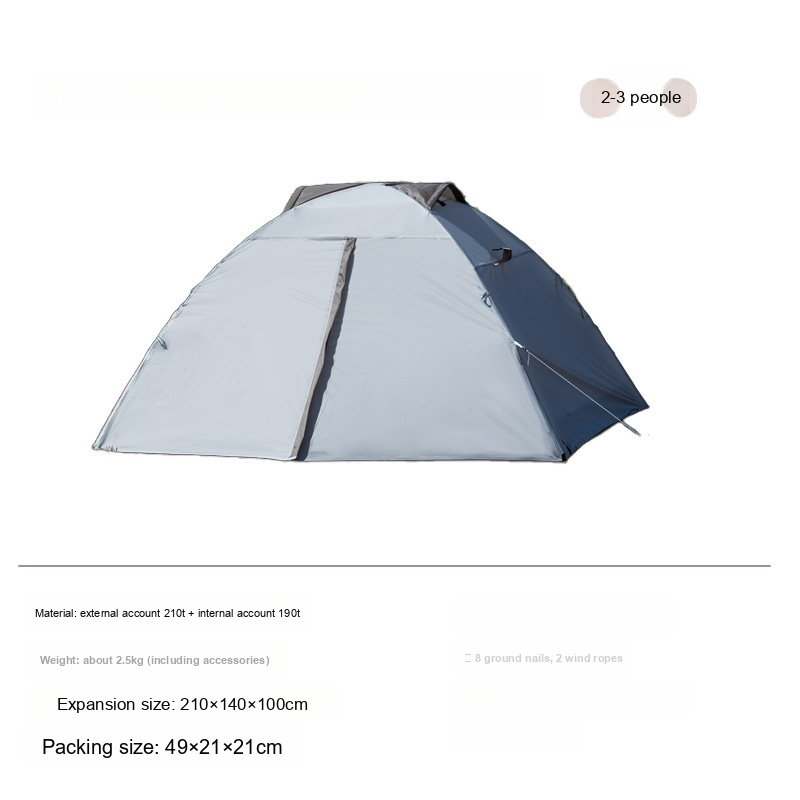 2-3 people
Material: external account 210t + internal account 190t
Weight: about 2.5kg (including accessories)
8 ground nails, 2 wind ropes
Expansion size: 210×140×100cm
Packing size: 49×21×21cm